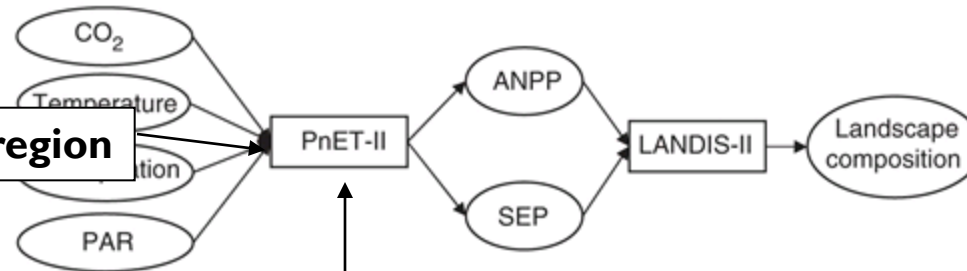 CO₂
Temperature
region
PAR
PnET-II
ANPP
SEP
LANDIS-II
Landscape
composition